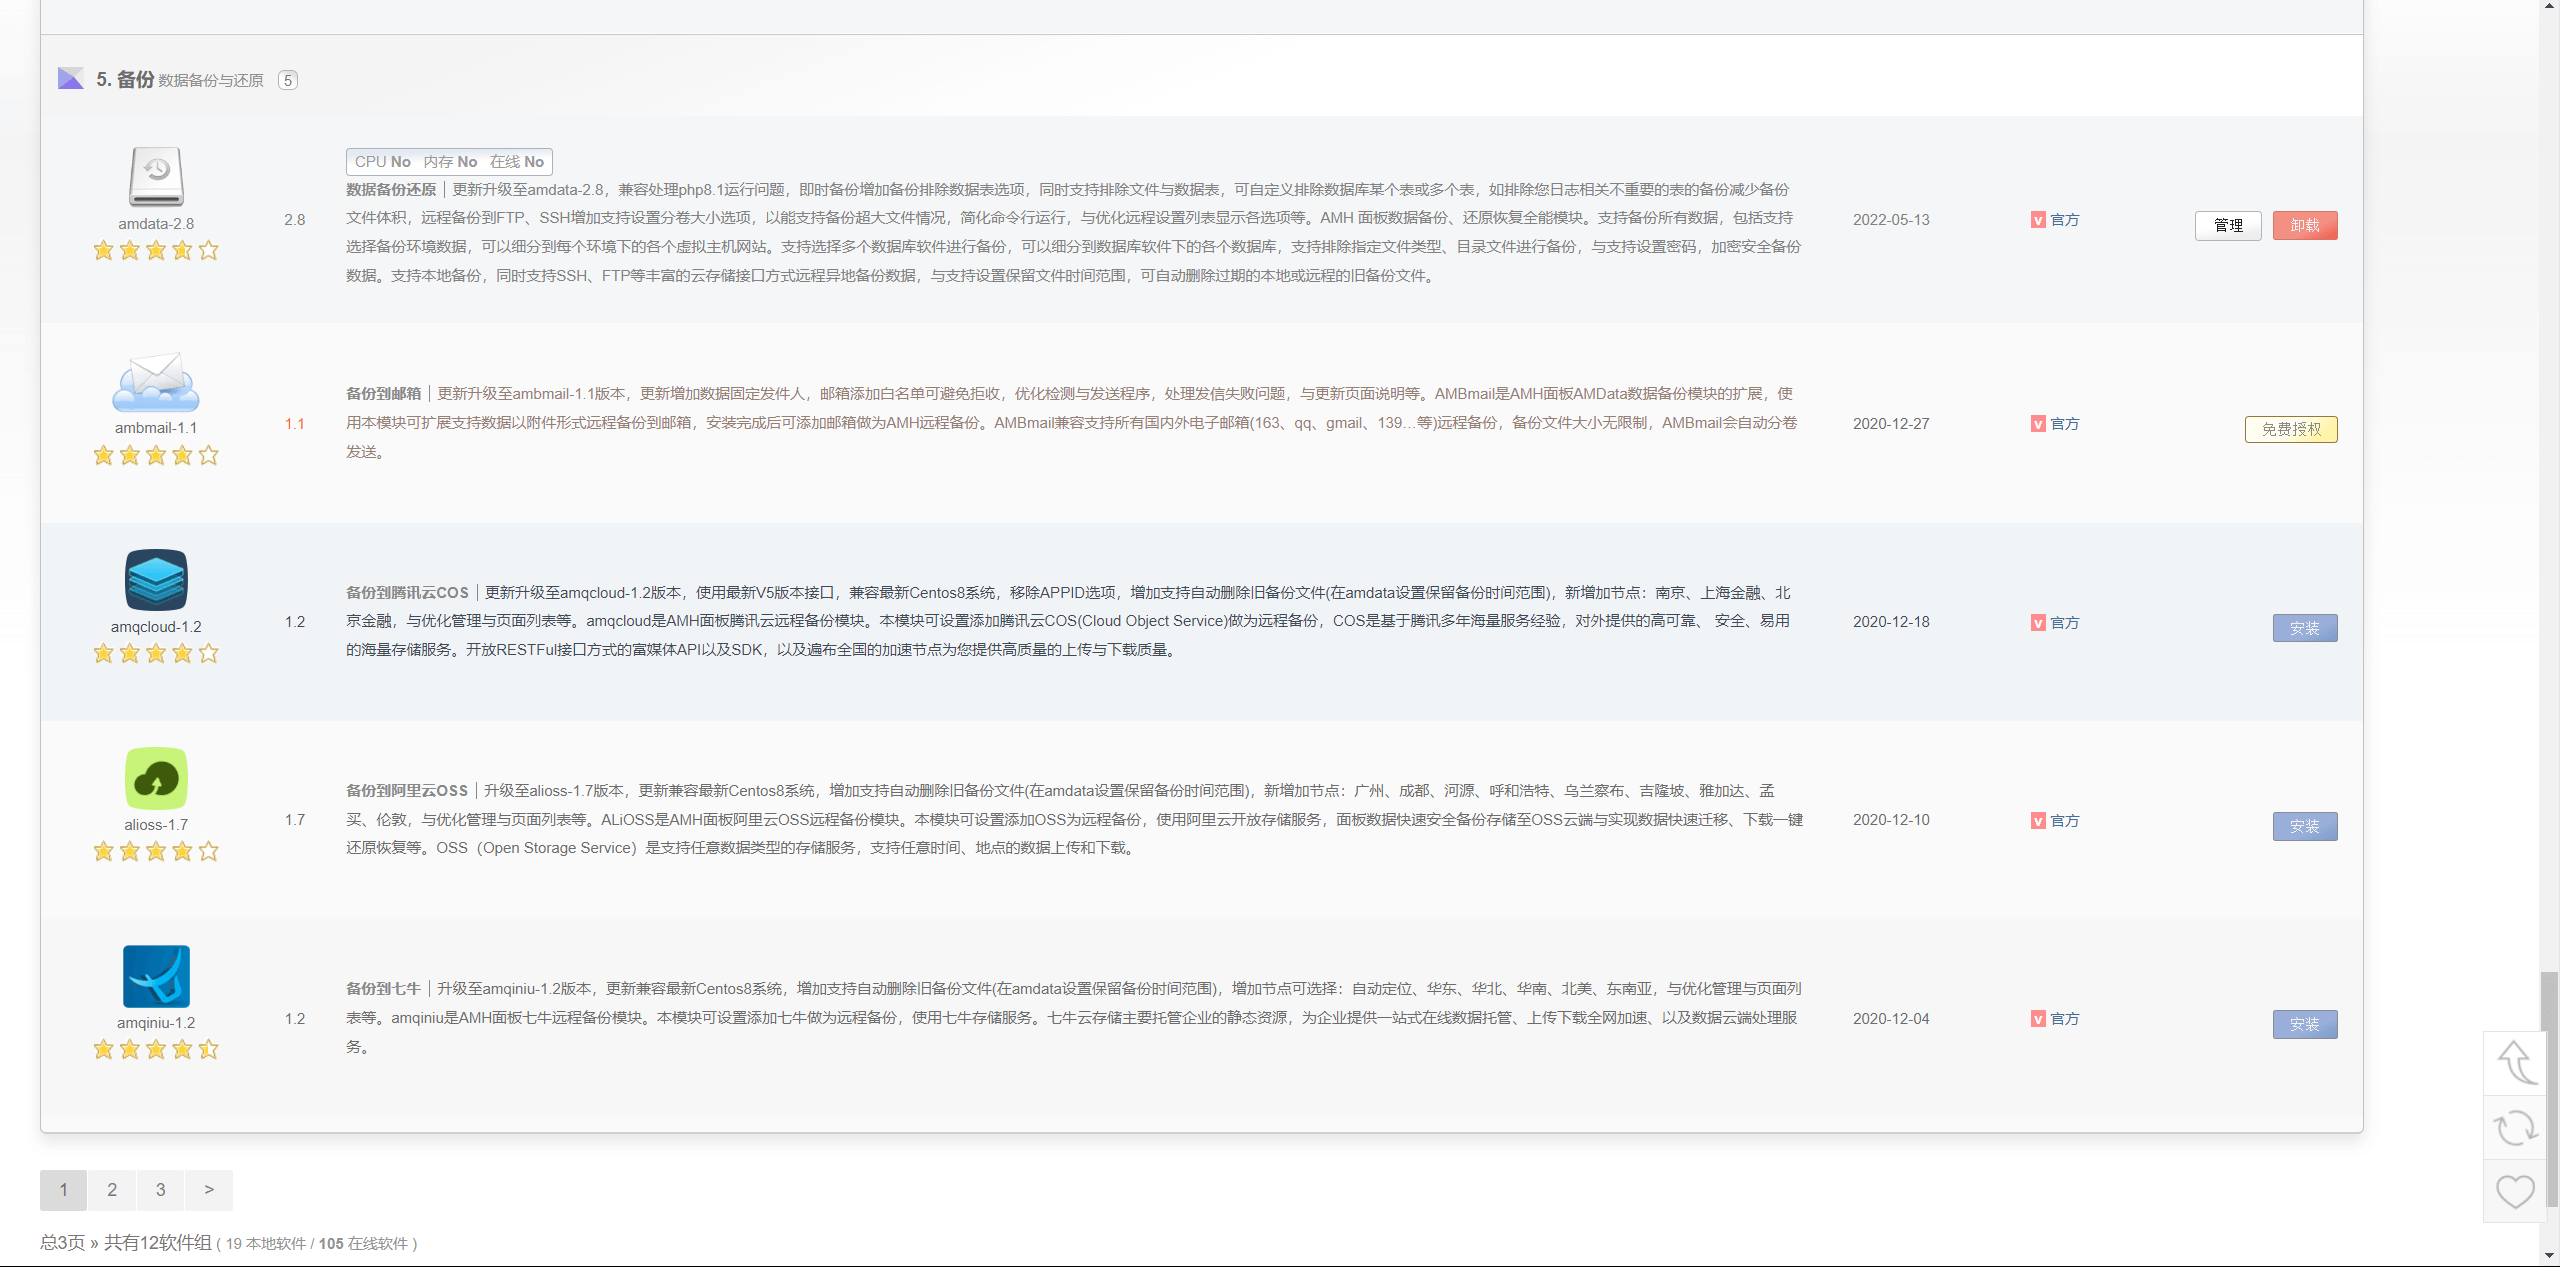 5. 备份 数据备份与还原 5
CPU No 内存 No 在线 No
数据备份还原 | 更新升级至amdata-2.8，兼容处理php8.1运行问题，即时备份增加备份排除数据表选项，同时支持排除文件与数据表，可自定义排除数据库某个表或多个表，如排除您日志相关不重要的表的备份减少备份
文件体积，远程备份到FTP、SSH增加支持设置分卷大小选项，以能支持备份超大文件情况，简化命令行运行，与优化远程设置列表显示各选项等。AMH 面板数据备份、还原恢复全能模块。支持备份所有数据，包括支持
选择备份环境数据，可以细分到每个环境下的各个虚拟主机网站。支持选择多个数据库软件进行备份，可以细分到数据库软件下的各个数据库，支持排除指定文件类型、目录文件进行备份，与支持设置密码，加密安全备份
数据。支持本地备份，同时支持SSH、FTP等丰富的云存储接口方式远程异地备份数据，与支持设置保留文件时间范围，可自动删除过期的本地或远程的旧备份文件。
amdata-2.8
2.8
2022-05-13
v 官方
管理
卸载
备份到邮箱 | 更新升级至ambmail-1.1版本，更新增加数据固定发件人，邮箱添加白名单可避免拒收，优化检测与发送程序，处理发信失败问题，与更新页面说明等。AMBmail是AMH面板AMData数据备份模块的扩展，使
用本模块可扩展支持数据以附件形式远程备份到邮箱，安装完成后可添加邮箱做为AMH远程备份。AMBmail兼容支持所有国内外电子邮箱(163、qq、gmail、139...等)远程备份，备份文件大小无限制，AMBmail会自动分卷
发送。
ambmail-1.1
1.1
2020-12-27
v 官方
免费授权
备份到腾讯云COS | 更新升级至amqcloud-1.2版本，使用最新V5版本接口，兼容最新Centos8系统，移除APPID选项，增加支持自动删除旧备份文件(在amdata设置保留备份时间范围)，新增加节点：南京、上海金融、北
京金融，与优化管理与页面列表等。amqcloud是AMH面板腾讯云远程备份模块。本模块可设置添加腾讯云COS(Cloud Object Service)做为远程备份，COS是基于腾讯多年海量服务经验，对外提供的高可靠、 安全、易用
的海量存储服务。开放RESTFul接口方式的富媒体API以及SDK，以及遍布全国的加速节点为您提供高质量的上传与下载质量。
amqcloud-1.2
1.2
2020-12-18
v 官方
安装
备份到阿里云OSS | 升级至alioss-1.7版本，更新兼容最新Centos8系统，增加支持自动删除旧备份文件(在amdata设置保留备份时间范围)，新增加节点：广州、成都、河源、呼和浩特、乌兰察布、吉隆坡、雅加达、孟
买、伦敦，与优化管理与页面列表等。ALiOSS是AMH面板阿里云OSS远程备份模块。本模块可设置添加OSS为远程备份，使用阿里云开放存储服务，面板数据快速安全备份存储至OSS云端与实现数据快速迁移、下载一键
还原恢复等。OSS（Open Storage Service）是支持任意数据类型的存储服务，支持任意时间、地点的数据上传和下载。
alioss-1.7
1.7
2020-12-10
v 官方
安装
备份到七牛 | 升级至amqiniu-1.2版本，更新兼容最新Centos8系统，增加支持自动删除旧备份文件(在amdata设置保留备份时间范围)，增加节点可选择：自动定位、华东、华北、华南、北美、东南亚，与优化管理与页面列
表等。amqiniu是AMH面板七牛远程备份模块。本模块可设置添加七牛做为远程备份，使用七牛存储服务。七牛云存储主要托管企业的静态资源，为企业提供一站式在线数据托管、上传下载全网加速、以及数据云端处理服
务。
amqiniu-1.2
1.2
2020-12-04
v 官方
安装
1 2 3 >
总3页 » 共有12软件组 ( 19 本地软件 / 105 在线软件 )